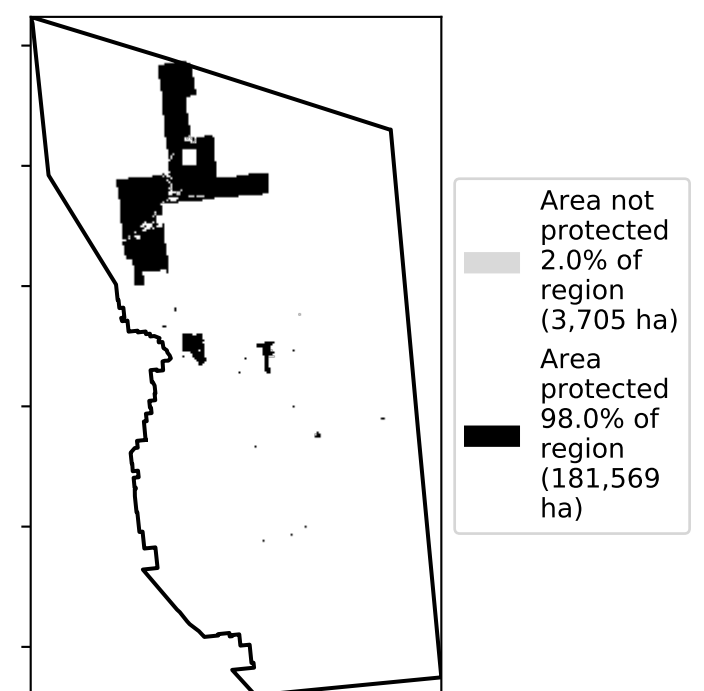 Area not
protected
2.0% of
region
(3,705 ha)
Area
protected
98.0% of
region
(181,569
ha)